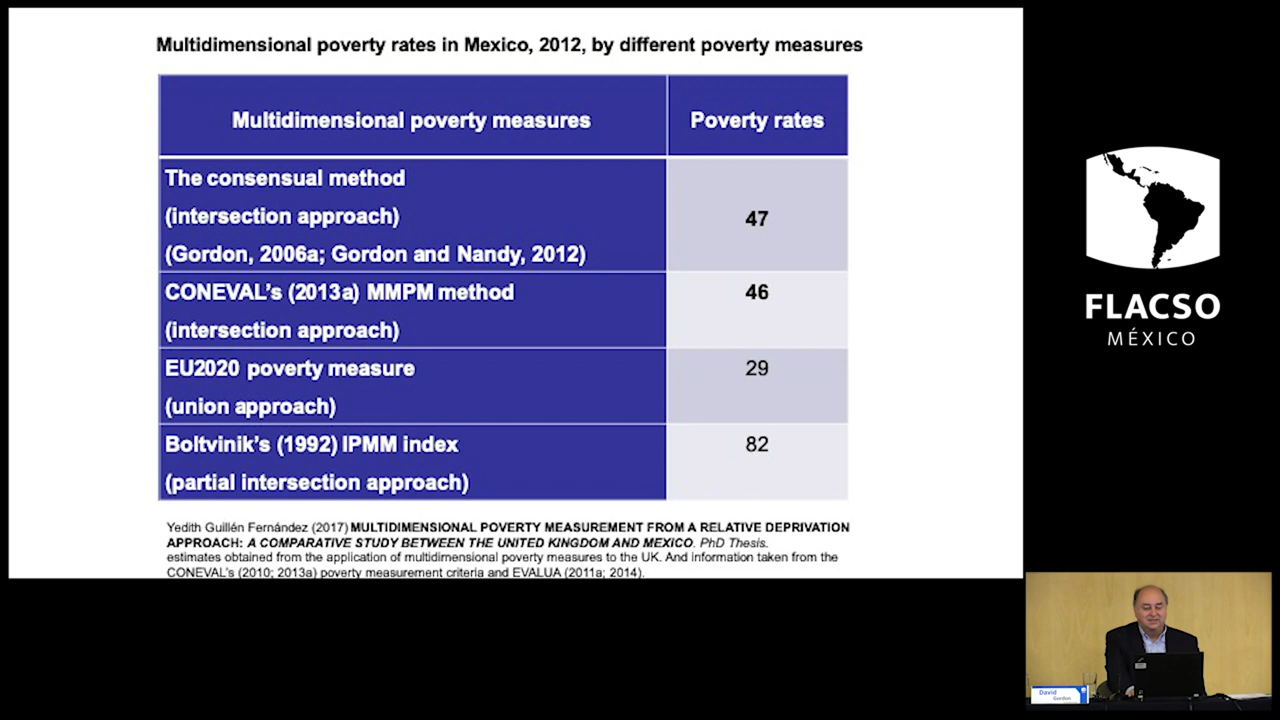 Multidimensional poverty rates in Mexico, 2012, by different poverty measures
Multidimensional poverty measures
Poverty rates
The consensual method
(intersection approach)
(Gordon, 2006a; Gordon and Nandy, 2012)
47
CONEVAL's (2013a) MMPM method
(intersection approach)
46
EU2020 poverty measure
(union approach)
29
Boltvinik's (1992) IPMM index
(partial intersection approach)
82
Yedith Guillén Fernández (2017) MULTIDIMENSIONAL POVERTY MEASUREMENT FROM A RELATIVE DEPRIVATION
APPROACH: A COMPARATIVE STUDY BETWEEN THE UNITED KINGDOM AND MEXICO. PhD Thesis.
estimates obtained from the application of multidimensional poverty measures to the UK. And information taken from the
CONEVAL's (2010; 2013a) poverty measurement criteria and EVALUA (2011a; 2014).
FLACSO
MÉXICO
David
Gordon